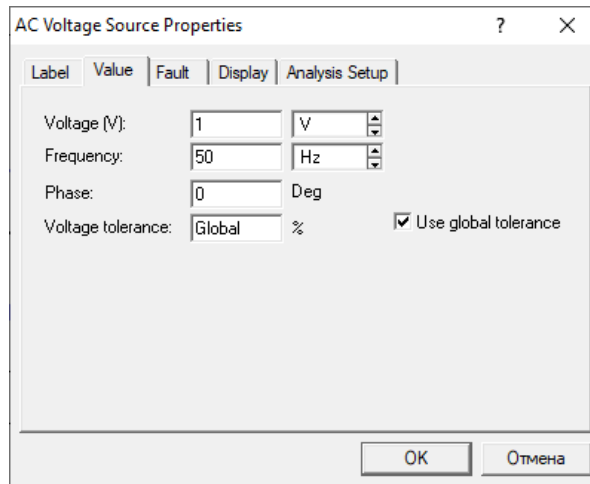 AC Voltage Source Properties ? ×
Label Value Fault Display Analysis Setup
Voltage (V): 1 V
Frequency: 50 Hz
Phase: 0 Deg
Voltage tolerance: Global % Use global tolerance
OK Отмена